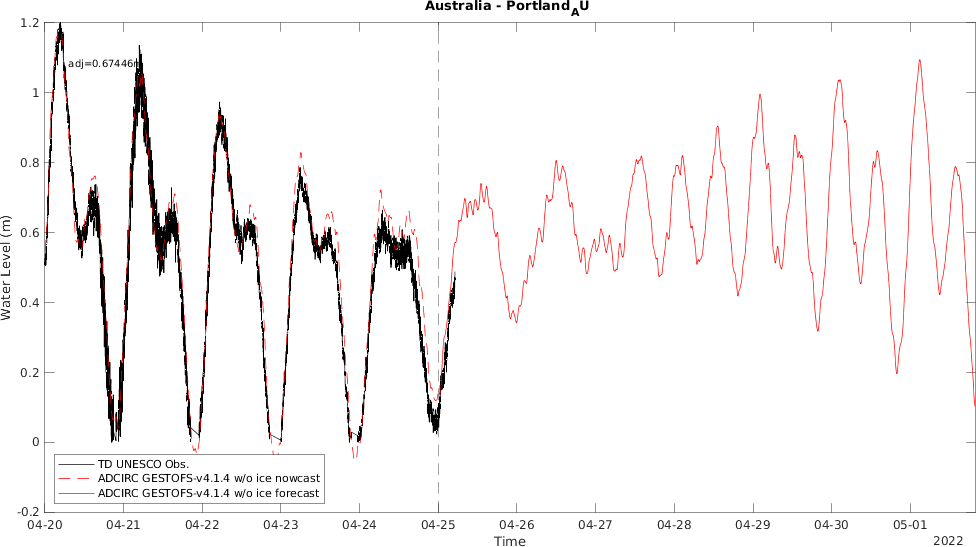 Australia - Portland_AU
1.2
adj=0.67446m
1
0.8
0.6
0.4
0.2
0
-0.2
Water Level (m)
TD UNESCO Obs.
ADCIRC GESTOFS-v4.1.4 w/o ice nowcast
ADCIRC GESTOFS-v4.1.4 w/o ice forecast
04-20 04-21 04-22 04-23 04-24 04-25 04-26 04-27 04-28 04-29 04-30 05-01
Time
2022